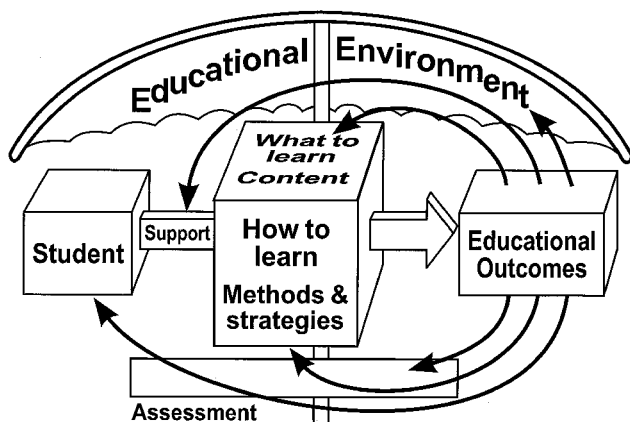 Educational Environment
What to
learn
Content
Student
Support
How to
learn
Methods &
strategies
Educational
Outcomes
Assessment